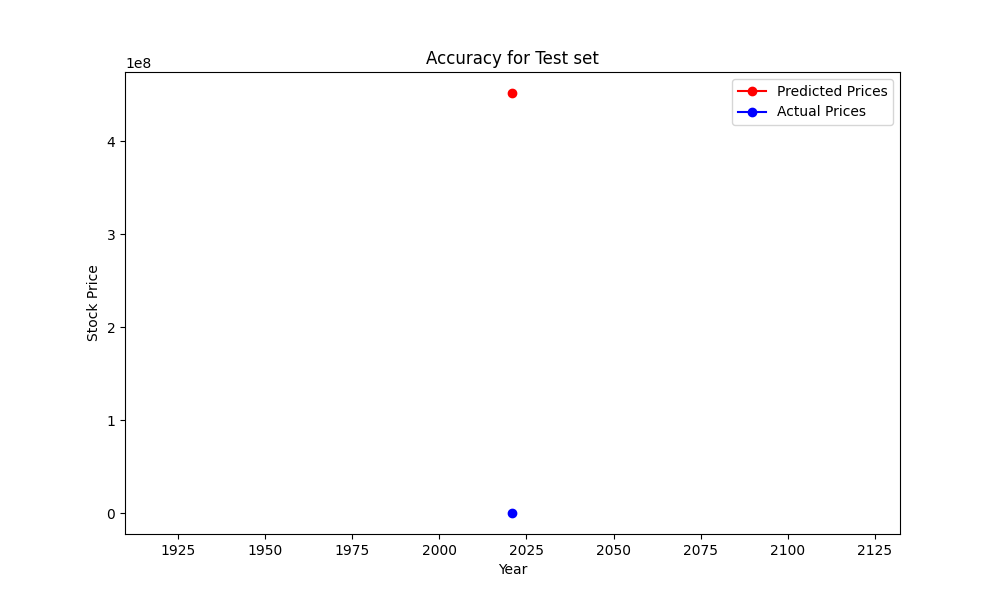 Accuracy for Test set
1e8
Predicted Prices
Actual Prices
4
3
2
1
0
Stock Price
1925 1950 1975 2000 2025 2050 2075 2100 2125
Year